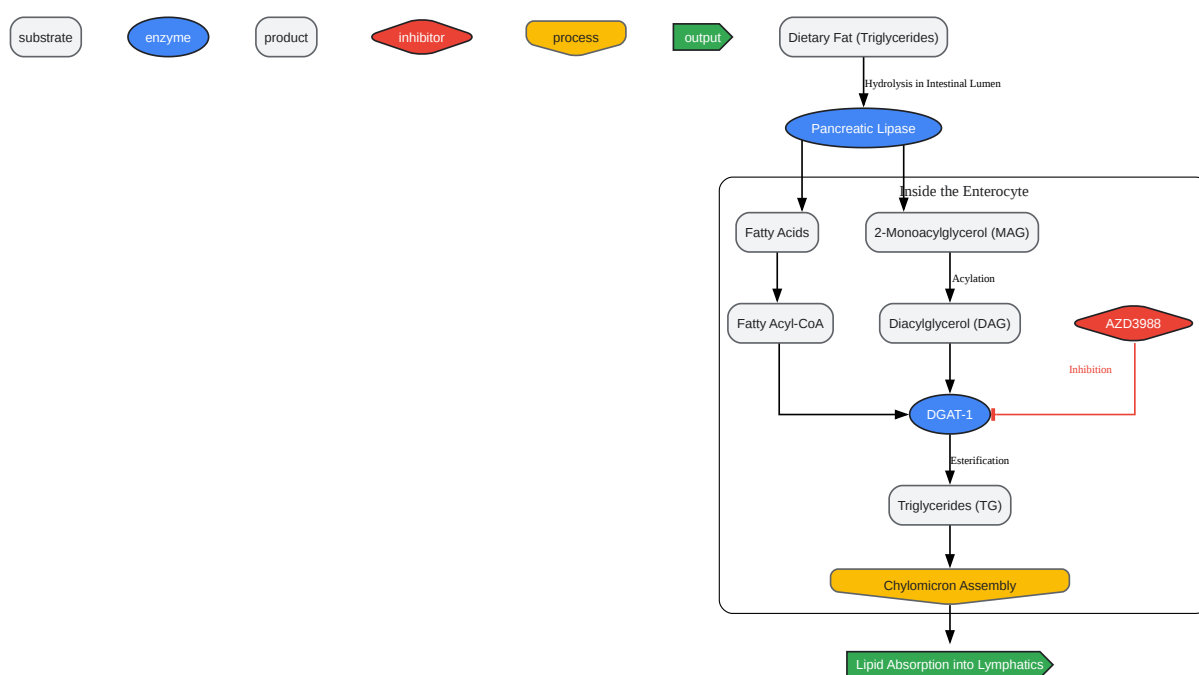 substrate
enzyme
product
inhibitor
process
output
Dietary Fat (Triglycerides)
Hydrolysis in Intestinal Lumen
Pancreatic Lipase
Inside the Enterocyte
Fatty Acids
2-Monoacylglycerol (MAG)
Acylation
Fatty Acyl-CoA
Diacylglycerol (DAG)
AZD3988
Inhibition
DGAT-1
Esterification
Triglycerides (TG)
Chylomicron Assembly
Lipid Absorption into Lymphatics